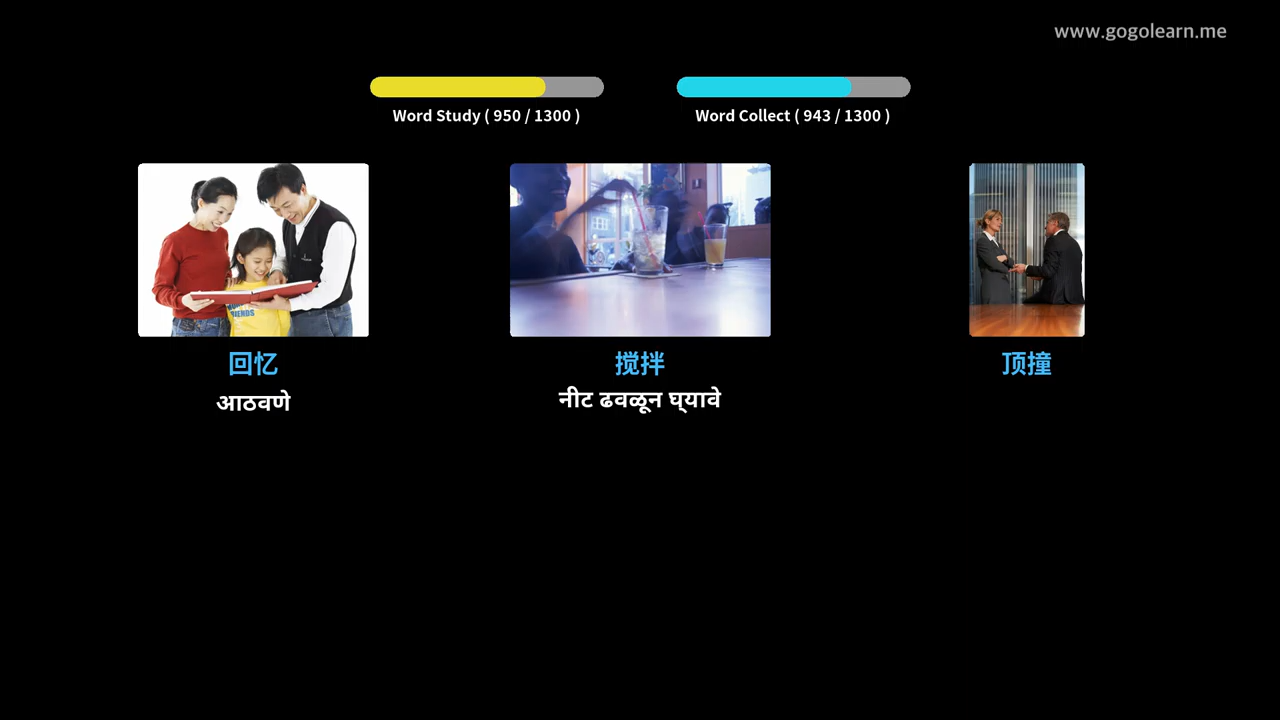 www.gogolearn.me
Word Study ( 950 / 1300 )
Word Collect ( 943 / 1300 )
回忆
搅拌
顶撞
आठवणे
नीट ढवळून घ्यावे